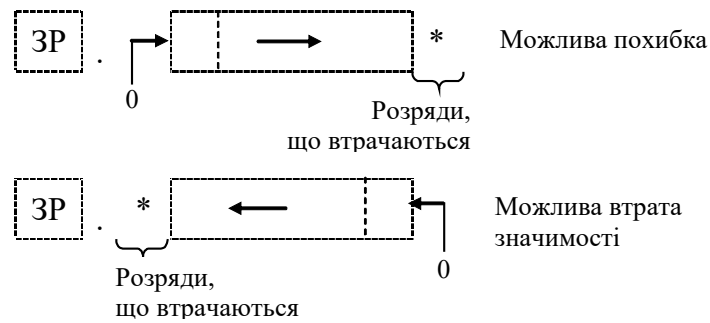 ЗР . * Можлива похибка
0
Розряди,
що втрачаються
ЗР . * Можлива втрата
значимості
0
Розряди,
що втрачаються